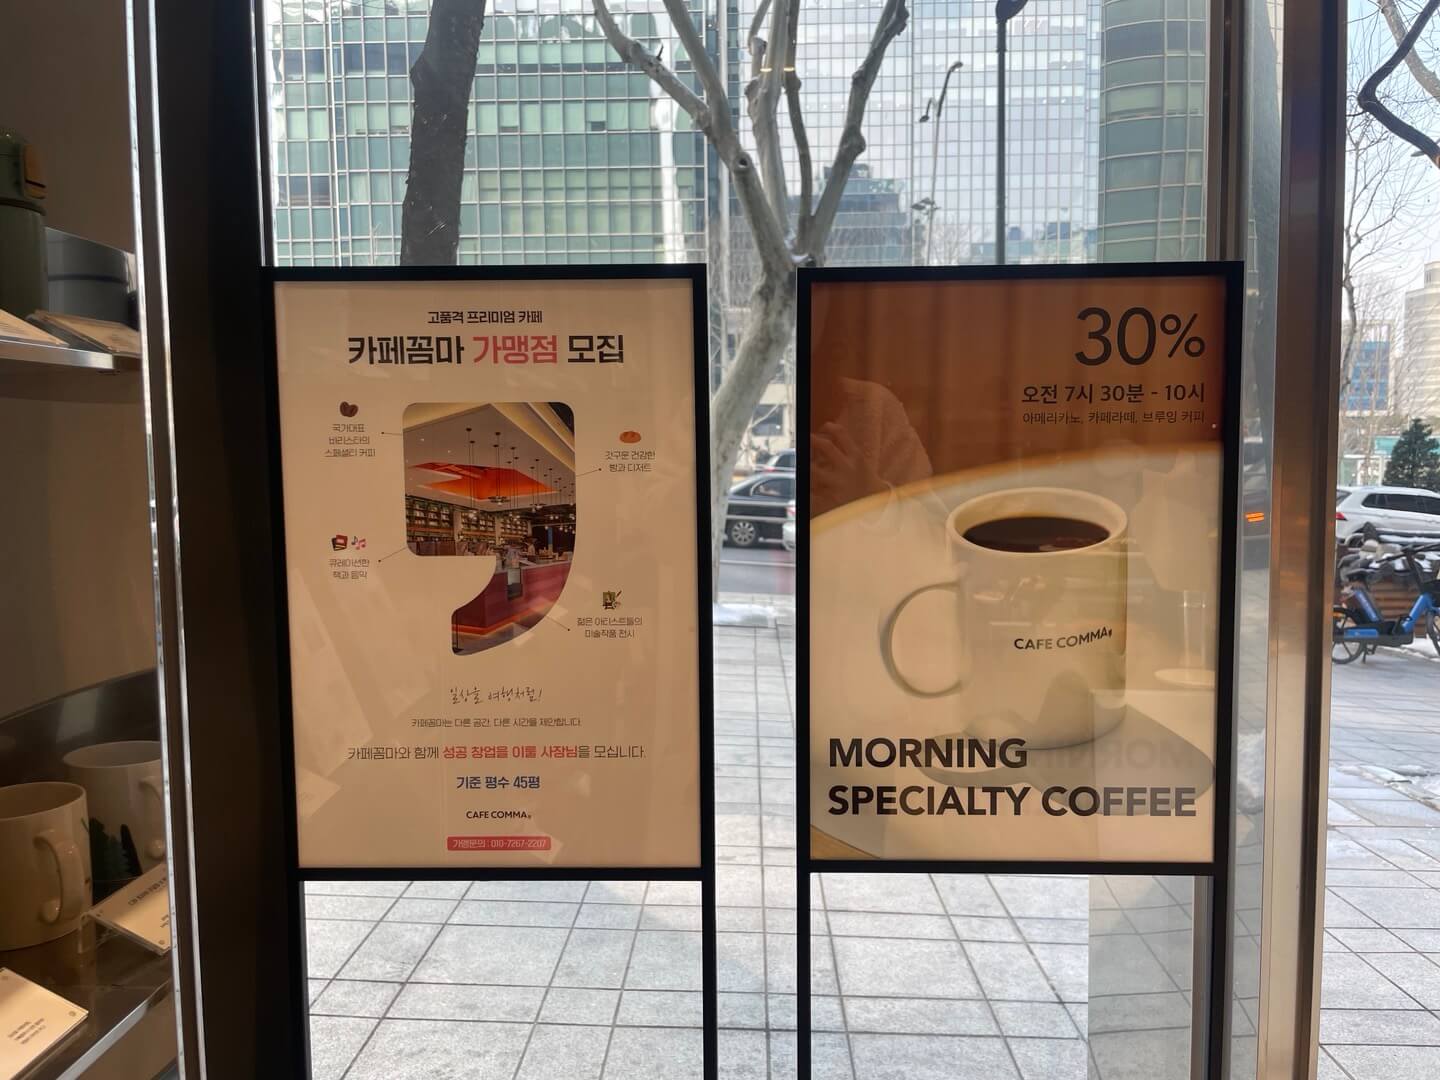 고품격 프리미엄 카페
카페꼼마 가맹점 모집
국가대표
바리스타의
스페셜티 커피
갓구운 건강한
빵과 디저트
큐레이션한
책과 음악
젊은 아티스트들의
미술작품 전시
일상을 여행처럼!
카페꼼마는 다른 공간, 다른 시간을 제안합니다.
카페꼼마와 함께 성공 창업을 이룰 사장님을 모십니다.
기준 평수 45평
CAFE COMMA,
가맹문의 : 010-7267-2207
30%
오전 7시 30분 - 10시
아메리카노, 카페라떼, 브루잉 커피
CAFE COMMA,
MORNING
SPECIALTY COFFEE